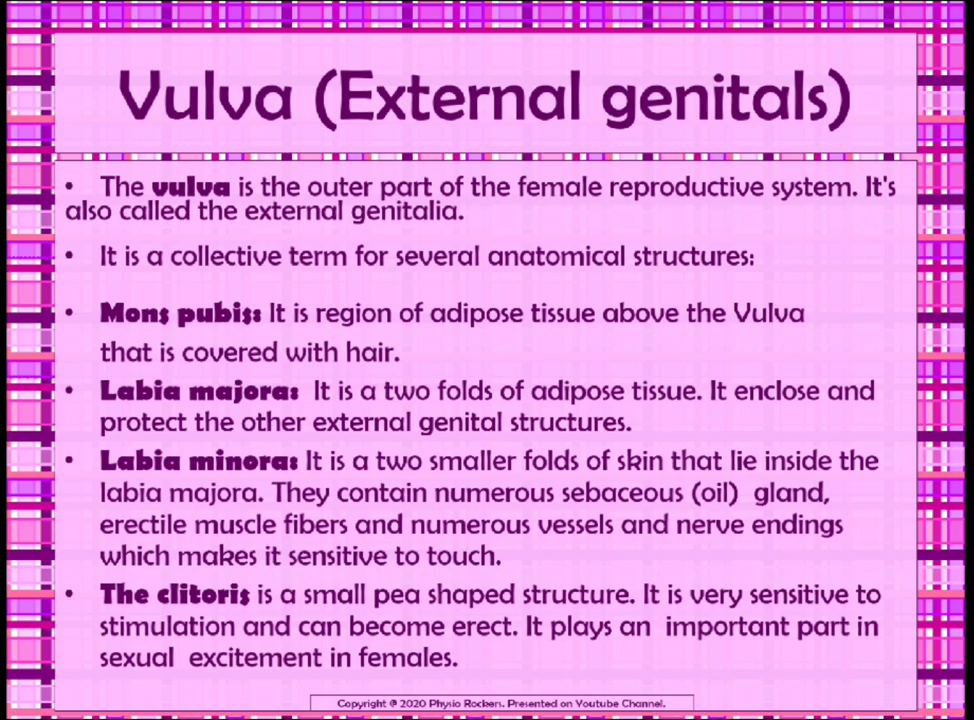 Vulva (External genitals)
• The vulva is the outer part of the female reproductive system. It's
also called the external genitalia.
• It is a collective term for several anatomical structures:
• Mons pubis: It is region of adipose tissue above the Vulva
that is covered with hair.
• Labia majora: It is a two folds of adipose tissue. It enclose and
protect the other external genital structures.
• Labia minora: It is a two smaller folds of skin that lie inside the
labia majora. They contain numerous sebaceous (oil) gland,
erectile muscle fibers and numerous vessels and nerve endings
which makes it sensitive to touch.
• The clitoris is a small pea shaped structure. It is very sensitive to
stimulation and can become erect. It plays an important part in
sexual excitement in females.
Copyright @ 2020 Physio Rockers. Presented on Youtube Channel.